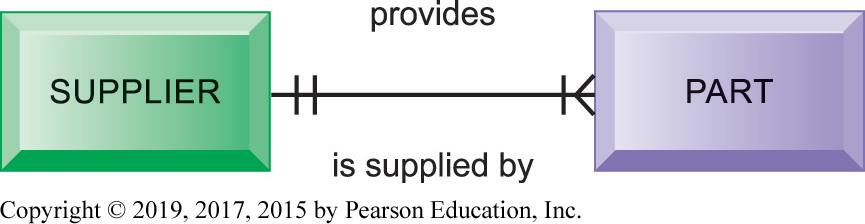 provides
SUPPLIER
PART
is supplied by
Copyright © 2019, 2017, 2015 by Pearson Education, Inc.